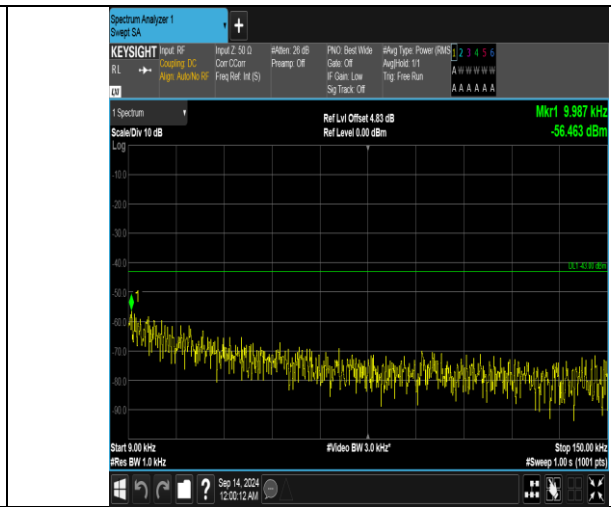 Spectrum Analyzer 1
Swept SA
+
KEYSIGHT
RL
LXI
Input: RF
Coupling: DC
Align: Auto/No RF
Input Z: 50 Ω
Corr CCorr
Freq Ref: Int (S)
#Atten: 26 dB
Preamp: Off
PNO: Best Wide
Gate: Off
IF Gain: Low
Sig Track: Off
#Avg Type: Power (RMS
Avg|Hold: 1/1
Trig: Free Run
1 2 3 4 5 6
A W W W W W
A A A A A A
1 Spectrum
Scale/Div 10 dB
Log
Ref Lvl Offset 4.83 dB
Ref Level 0.00 dBm
Mkr1 9.987 kHz
-56.463 dBm
-10.0
-20.0
-30.0
-40.0
DL1 -43.00 dBm
-50.0
1
-60.0
-70.0
-80.0
-90.0
Start 9.00 kHz
#Res BW 1.0 kHz
#Video BW 3.0 kHz*
Stop 150.00 kHz
#Sweep 1.00 s (1001 pts)
?
Sep 14, 2024
12:00:12 AM